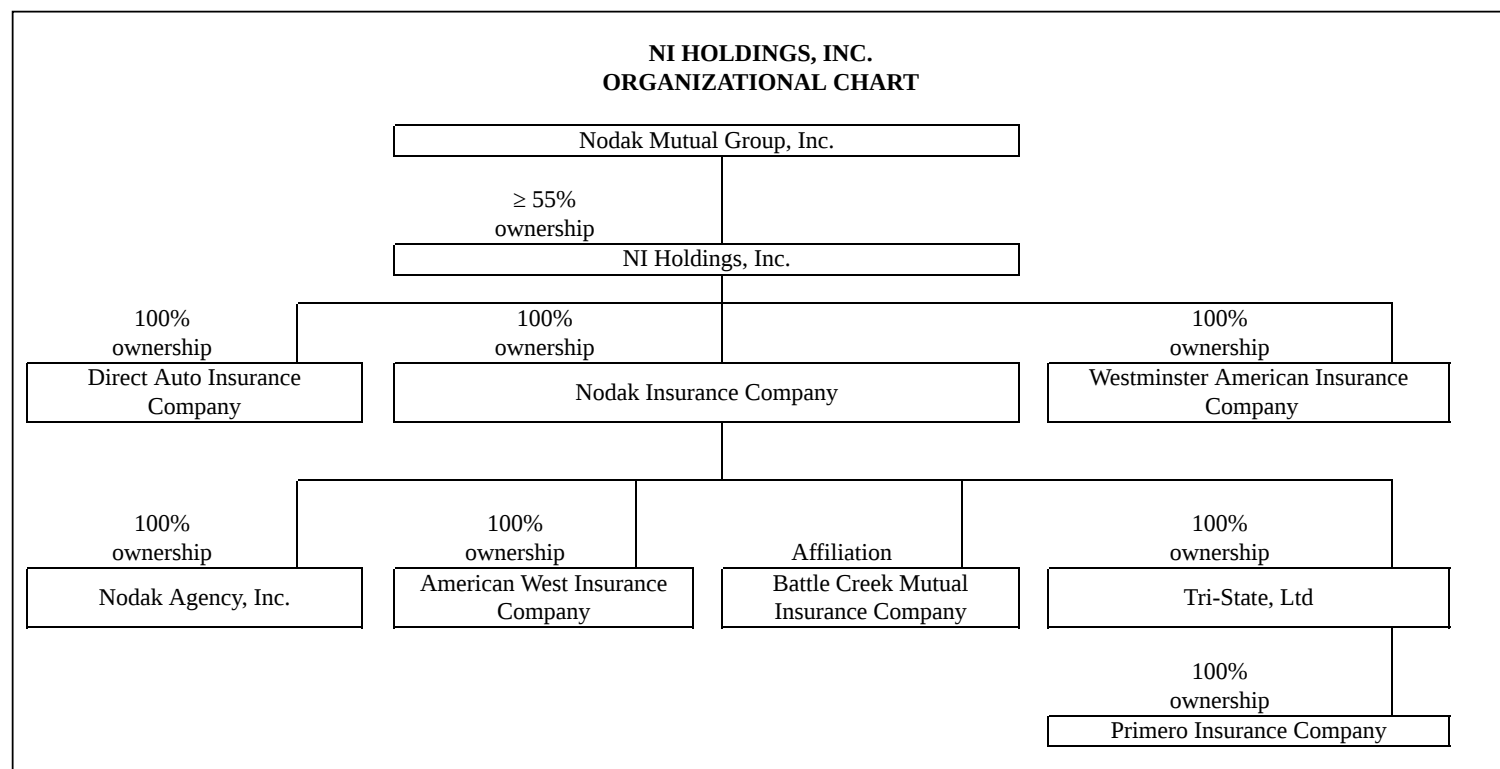 NI HOLDINGS, INC.
ORGANIZATIONAL CHART
Nodak Mutual Group, Inc.
≥ 55%
ownership
NI Holdings, Inc.
100%
ownership
100%
ownership
100%
ownership
Direct Auto Insurance
Company
Nodak Insurance Company
Westminster American Insurance
Company
100%
ownership
100%
ownership
Affiliation
100%
ownership
Nodak Agency, Inc.
American West Insurance
Company
Battle Creek Mutual
Insurance Company
Tri-State, Ltd
100%
ownership
Primero Insurance Company